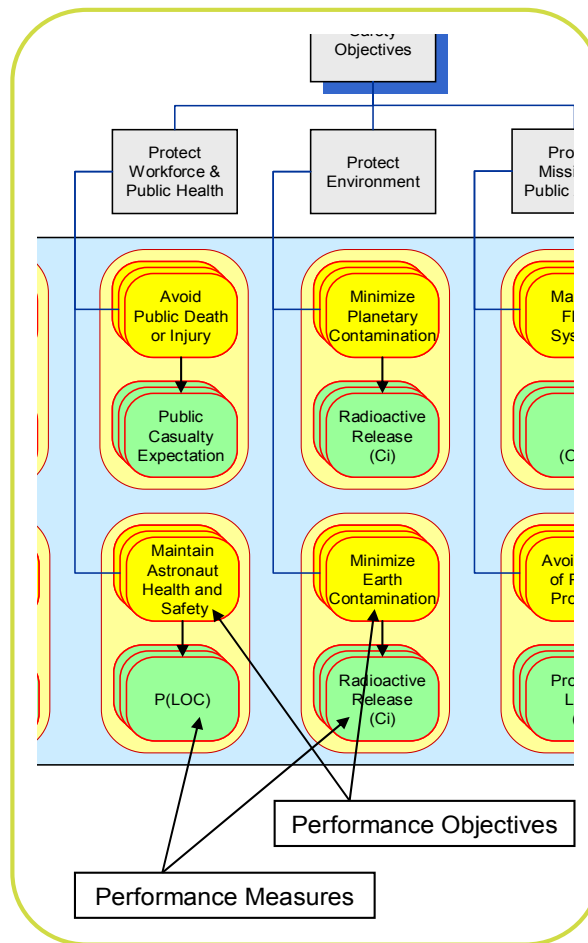 Safety
Objectives
Protect
Workforce &
Public Health
Protect
Environment
Public
Avoid
Public Death
or Injury
Minimize
Planetary
Contamination
Public
Casualty
Expectation
Radioactive
Release
(Ci)
Maintain
Astronaut
Health and
Safety
Minimize
Earth
Contamination
P(LOC)
Radioactive
Release
(Ci)
Performance Objectives
Performance Measures